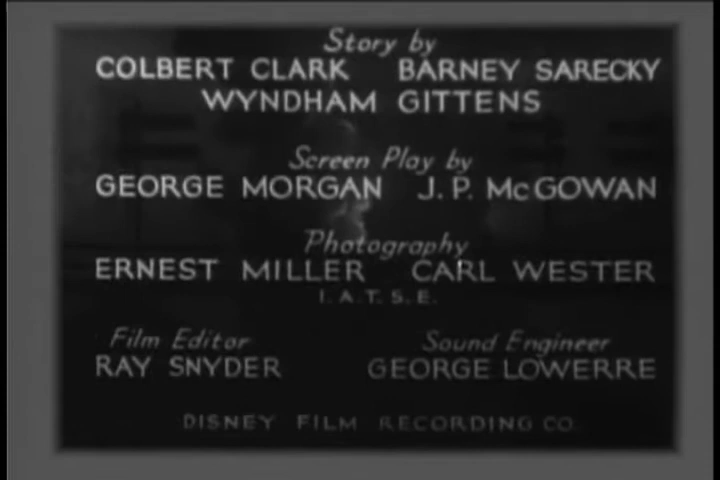 Story by
COLBERT CLARK BARNEY SARECKY
WYNDHAM GITTENS
Screen Play by
GEORGE MORGAN J. P. McGOWAN
Photography
ERNEST MILLER CARL WESTER
I. A. T. S. E.
Film Editor Sound Engineer
RAY SNYDER GEORGE LOWERRE
DISNEY FILM RECORDING CO.